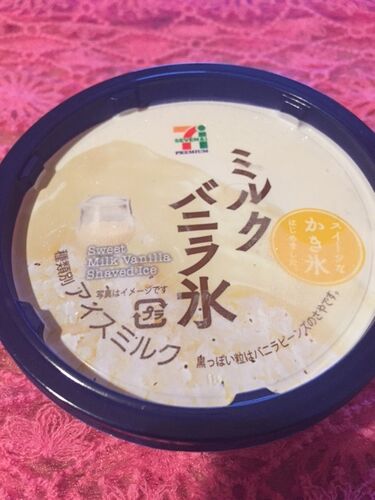 SEVEN&i
PREMIUM
ミルク
バニラ氷
スイーツな
かき氷
はじめました。
Sweet
Milk Vanilla
Shaved ice
写真はイメージです
種類別 アイスミルク
黒っぽい粒はバニラビーンズのさやです。